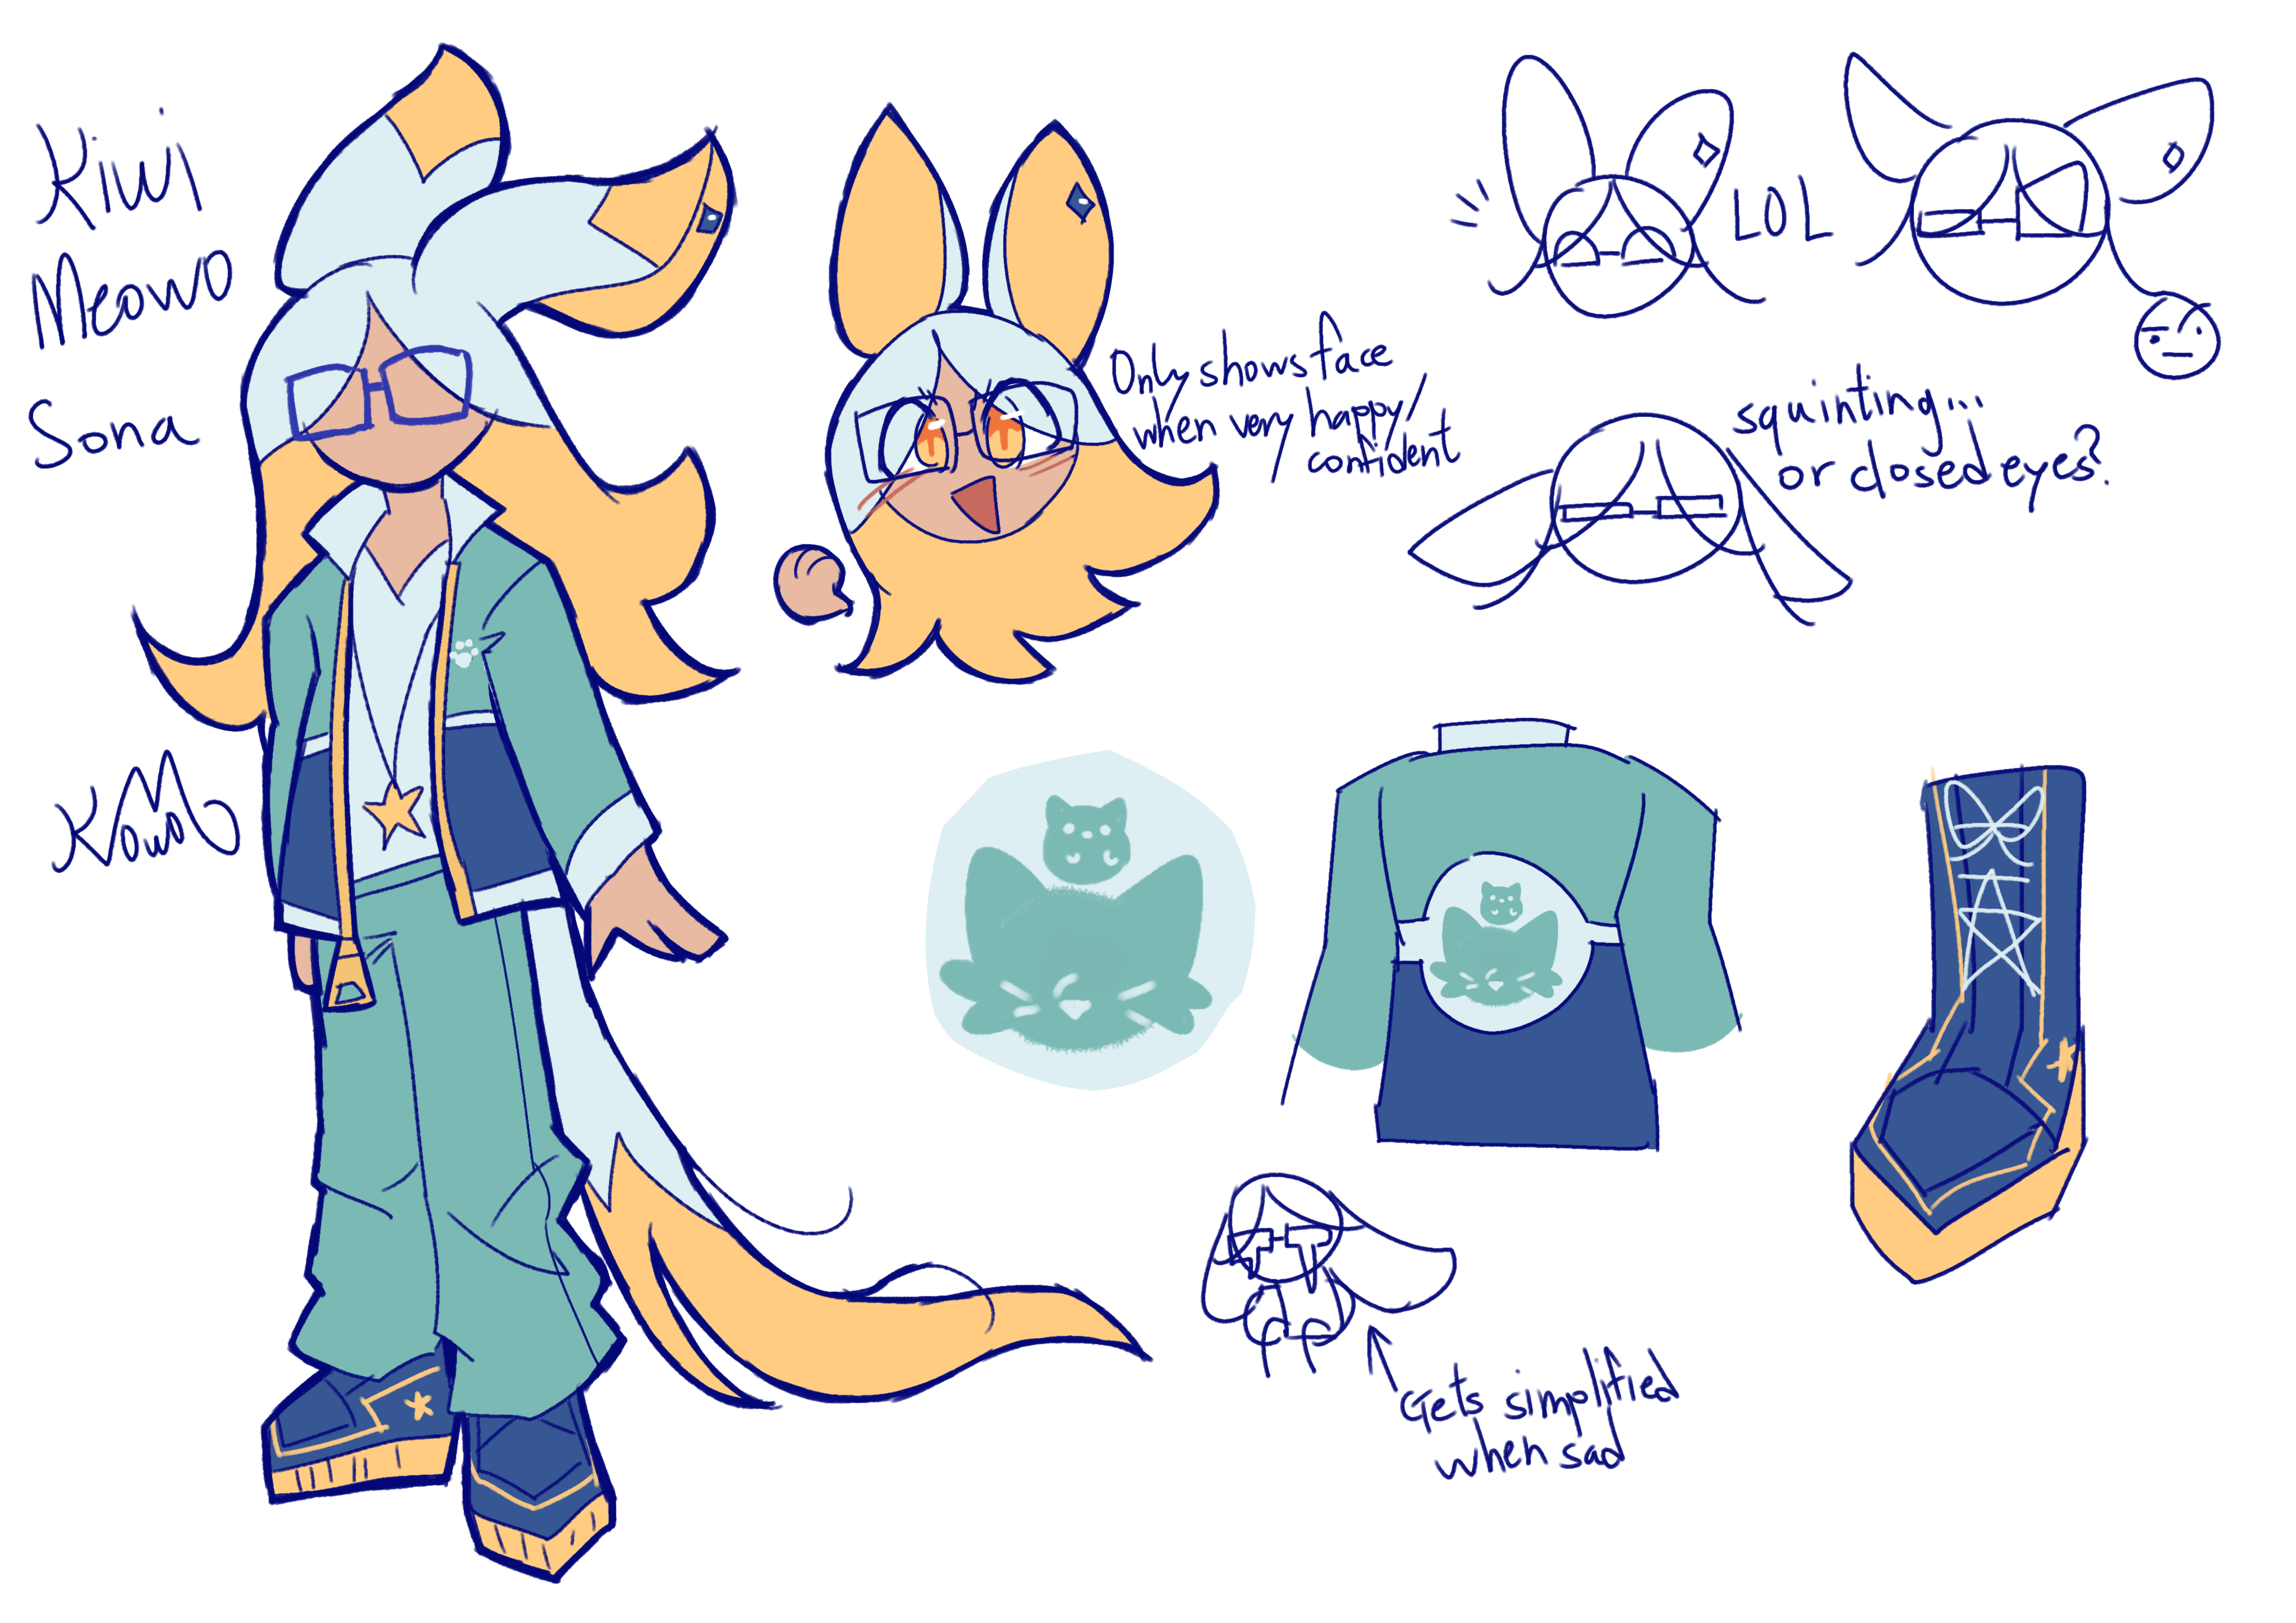 Kiwi
Meowo
Sona
Only shows face
when very happy/
confident
LOL
squinting...
or closed eyes?
Kowo
Gets simplified
when sad